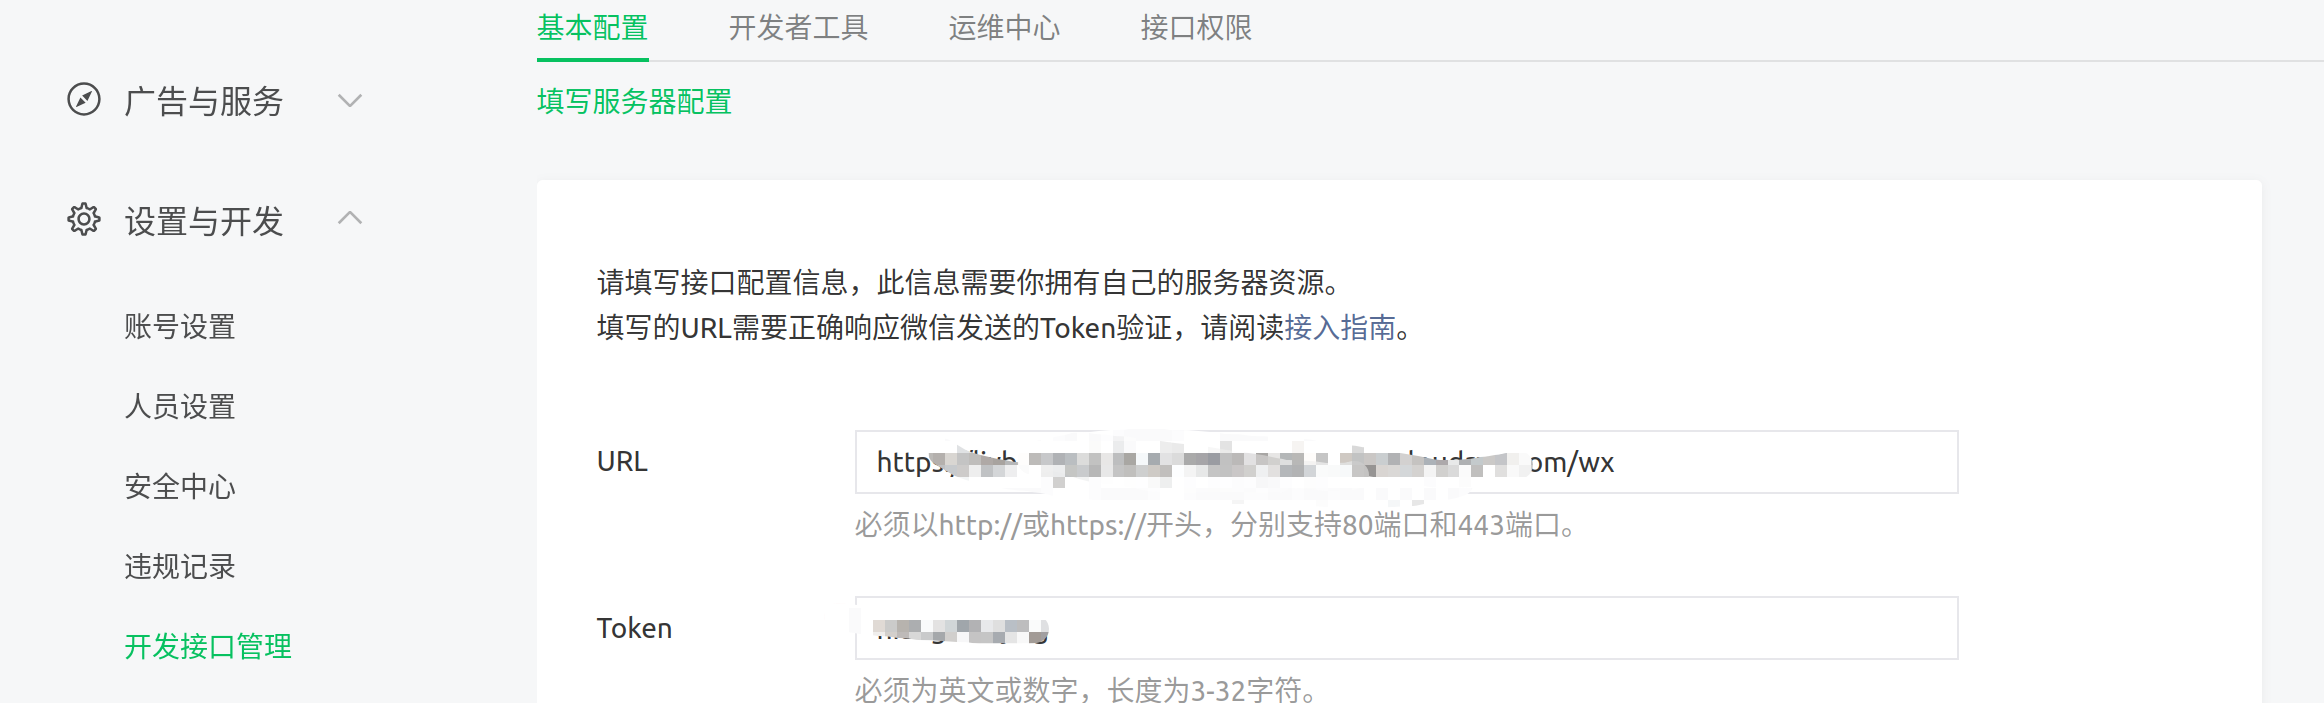 基本配置
开发者工具
运维中心
接口权限
填写服务器配置
广告与服务
设置与开发
账号设置
人员设置
安全中心
违规记录
开发接口管理
请填写接口配置信息，此信息需要你拥有自己的服务器资源。
填写的URL需要正确响应微信发送的Token验证，请阅读接入指南。
URL
https om/wx
必须以http://或https://开头，分别支持80端口和443端口。
Token
必须为英文或数字，长度为3-32字符。